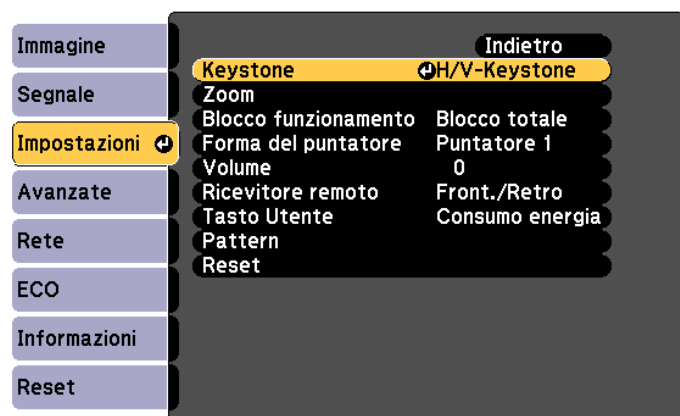 Immagine
Segnale
Impostazioni
Avanzate
Rete
ECO
Informazioni
Reset
Indietro
Keystone H/V-Keystone
Zoom
Blocco funzionamento Blocco totale
Forma del puntatore Puntatore 1
Volume 0
Ricevitore remoto Front./Retro
Tasto Utente Consumo energia
Pattern
Reset